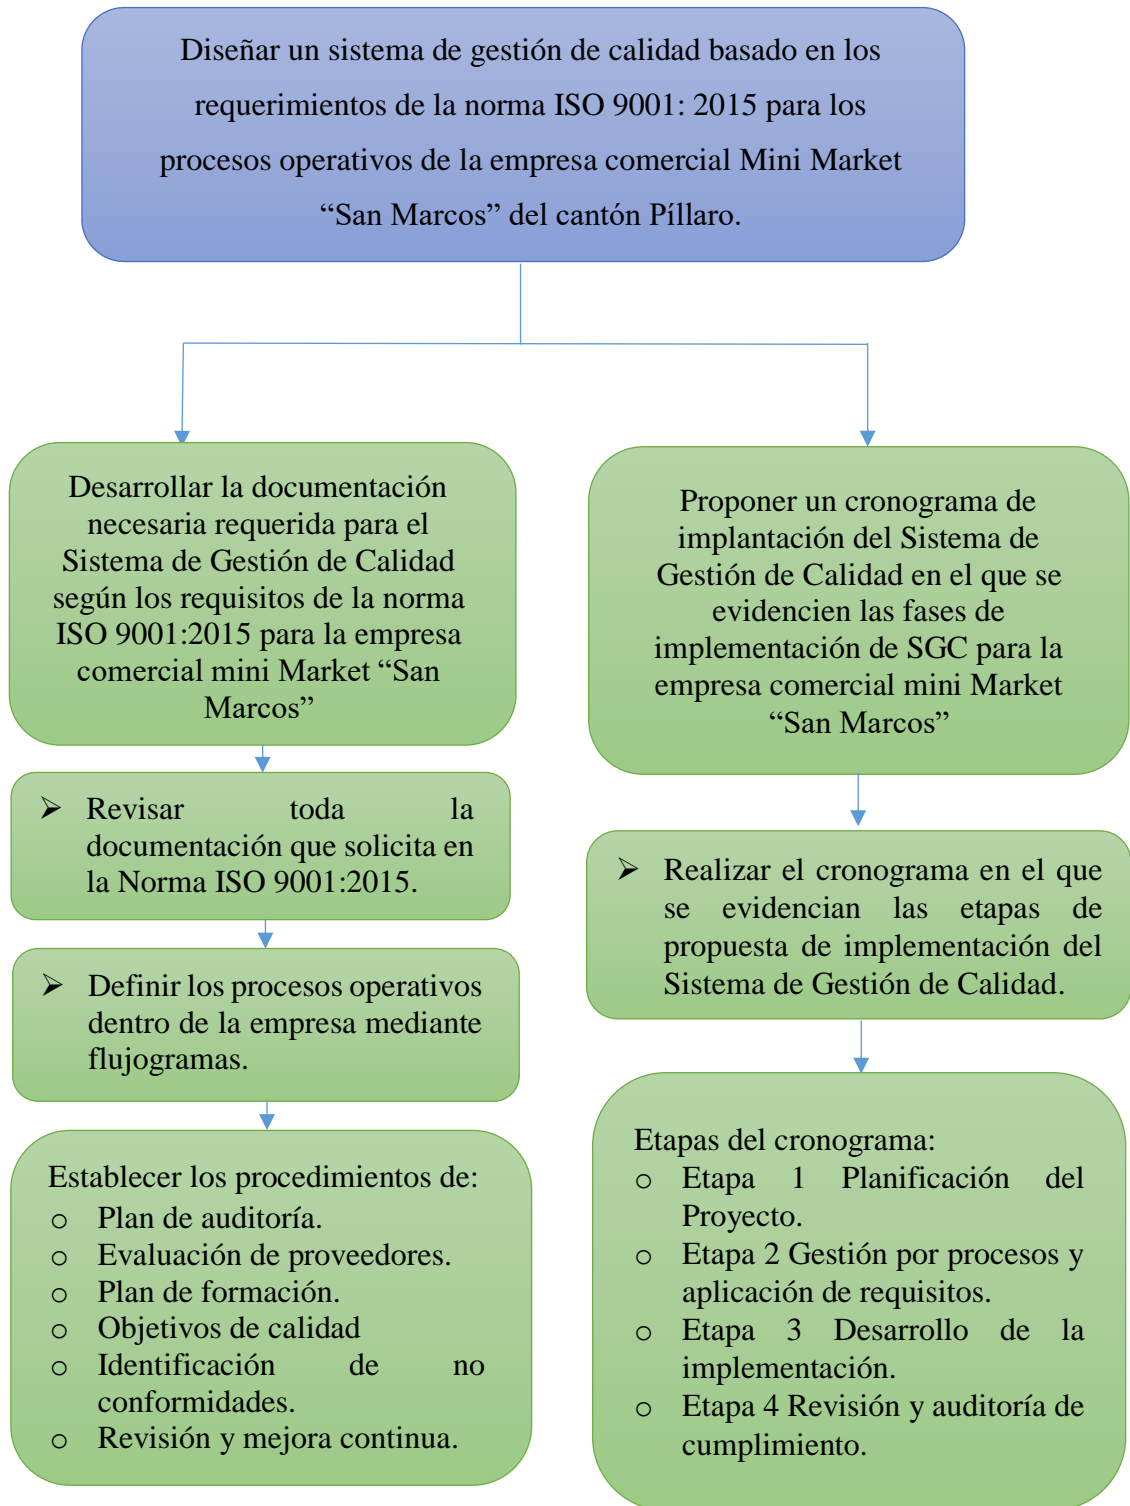 Diseñar un sistema de gestión de calidad basado en los
requerimientos de la norma ISO 9001: 2015 para los
procesos operativos de la empresa comercial Mini Market
“San Marcos” del cantón Píllaro.
Desarrollar la documentación
necesaria requerida para el
Sistema de Gestión de Calidad
según los requisitos de la norma
ISO 9001:2015 para la empresa
comercial mini Market “San
Marcos”
➢ Revisar toda la
documentación que solicita en
la Norma ISO 9001:2015.
➢ Definir los procesos operativos
dentro de la empresa mediante
flujogramas.
Establecer los procedimientos de:
o Plan de auditoría.
o Evaluación de proveedores.
o Plan de formación.
o Objetivos de calidad
o Identificación de no
conformidades.
o Revisión y mejora continua.
Proponer un cronograma de
implantación del Sistema de
Gestión de Calidad en el que se
evidencien las fases de
implementación de SGC para la
empresa comercial mini Market
“San Marcos”
➢ Realizar el cronograma en el que
se evidencian las etapas de
propuesta de implementación del
Sistema de Gestión de Calidad.
Etapas del cronograma:
o Etapa 1 Planificación del
Proyecto.
o Etapa 2 Gestión por procesos y
aplicación de requisitos.
o Etapa 3 Desarrollo de la
implementación.
o Etapa 4 Revisión y auditoría de
cumplimiento.